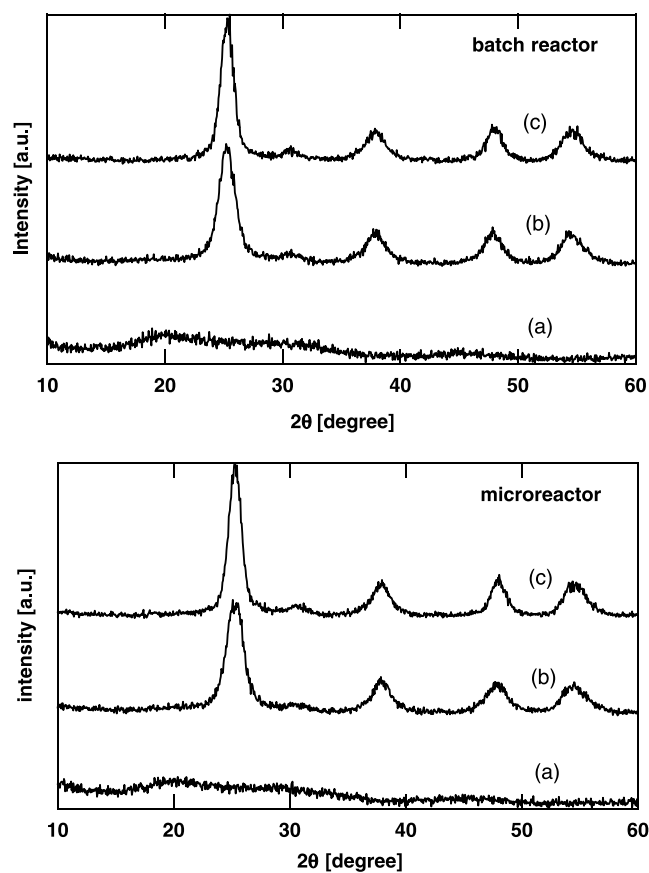 batch reactor
(c)
(b)
(a)
Intensity [a.u.]
10 20 30 40 50 60
2θ [degree]
microreactor
(c)
(b)
(a)
intensity [a.u.]
10 20 30 40 50 60
2θ [degree]